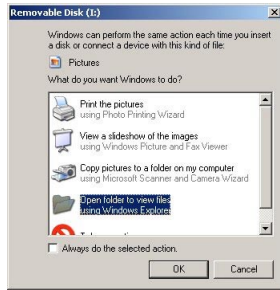 Removable Disk (I:)
Windows can perform the same action each time you insert
a disk or connect a device with this kind of file:
Pictures
What do you want Windows to do?
Print the pictures
using Photo Printing Wizard
View a slideshow of the images
using Windows Picture and Fax Viewer
Copy pictures to a folder on my computer
using Microsoft Scanner and Camera Wizard
Open folder to view files
using Windows Explorer
Always do the selected action.
OK
Cancel